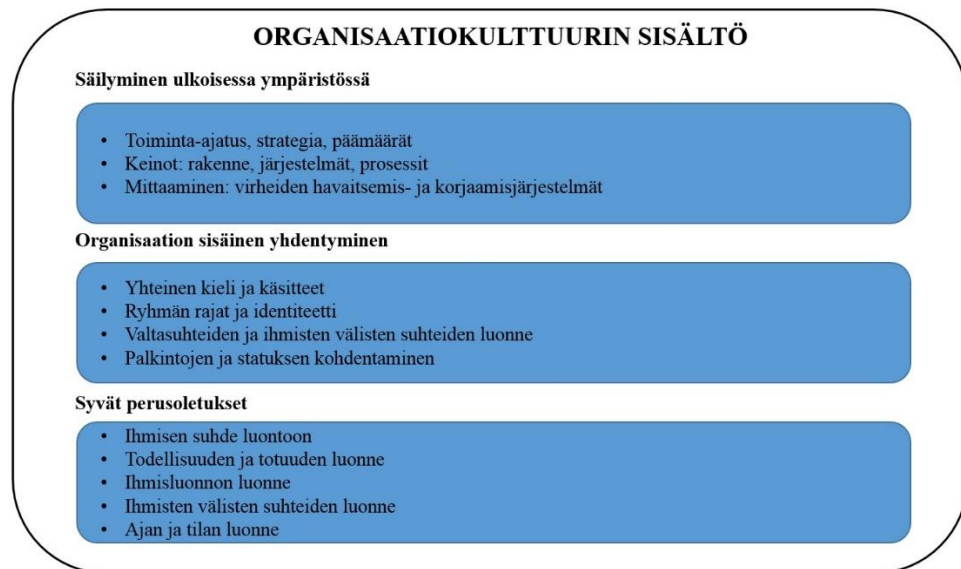 ORGANISAATIOKULTTUURIN SISÄLTÖ
Säilyminen ulkoisessa ympäristössä
• Toiminta-ajatus, strategia, päämäärät
• Keinot: rakenne, järjestelmät, prosessit
• Mittaaminen: virheiden havaitsemis- ja korjaamisjärjestelmät
Organisaation sisäinen yhdentyminen
• Yhteinen kieli ja käsitteet
• Ryhmän rajat ja identiteetti
• Valtasuhteiden ja ihmisten välisten suhteiden luonne
• Palkintojen ja statuksen kohdentaminen
Syvät perusoletukset
• Ihmisen suhde luontoon
• Todellisuuden ja totuuden luonne
• Ihmisluonnon luonne
• Ihmisten välisten suhteiden luonne
• Ajan ja tilan luonne